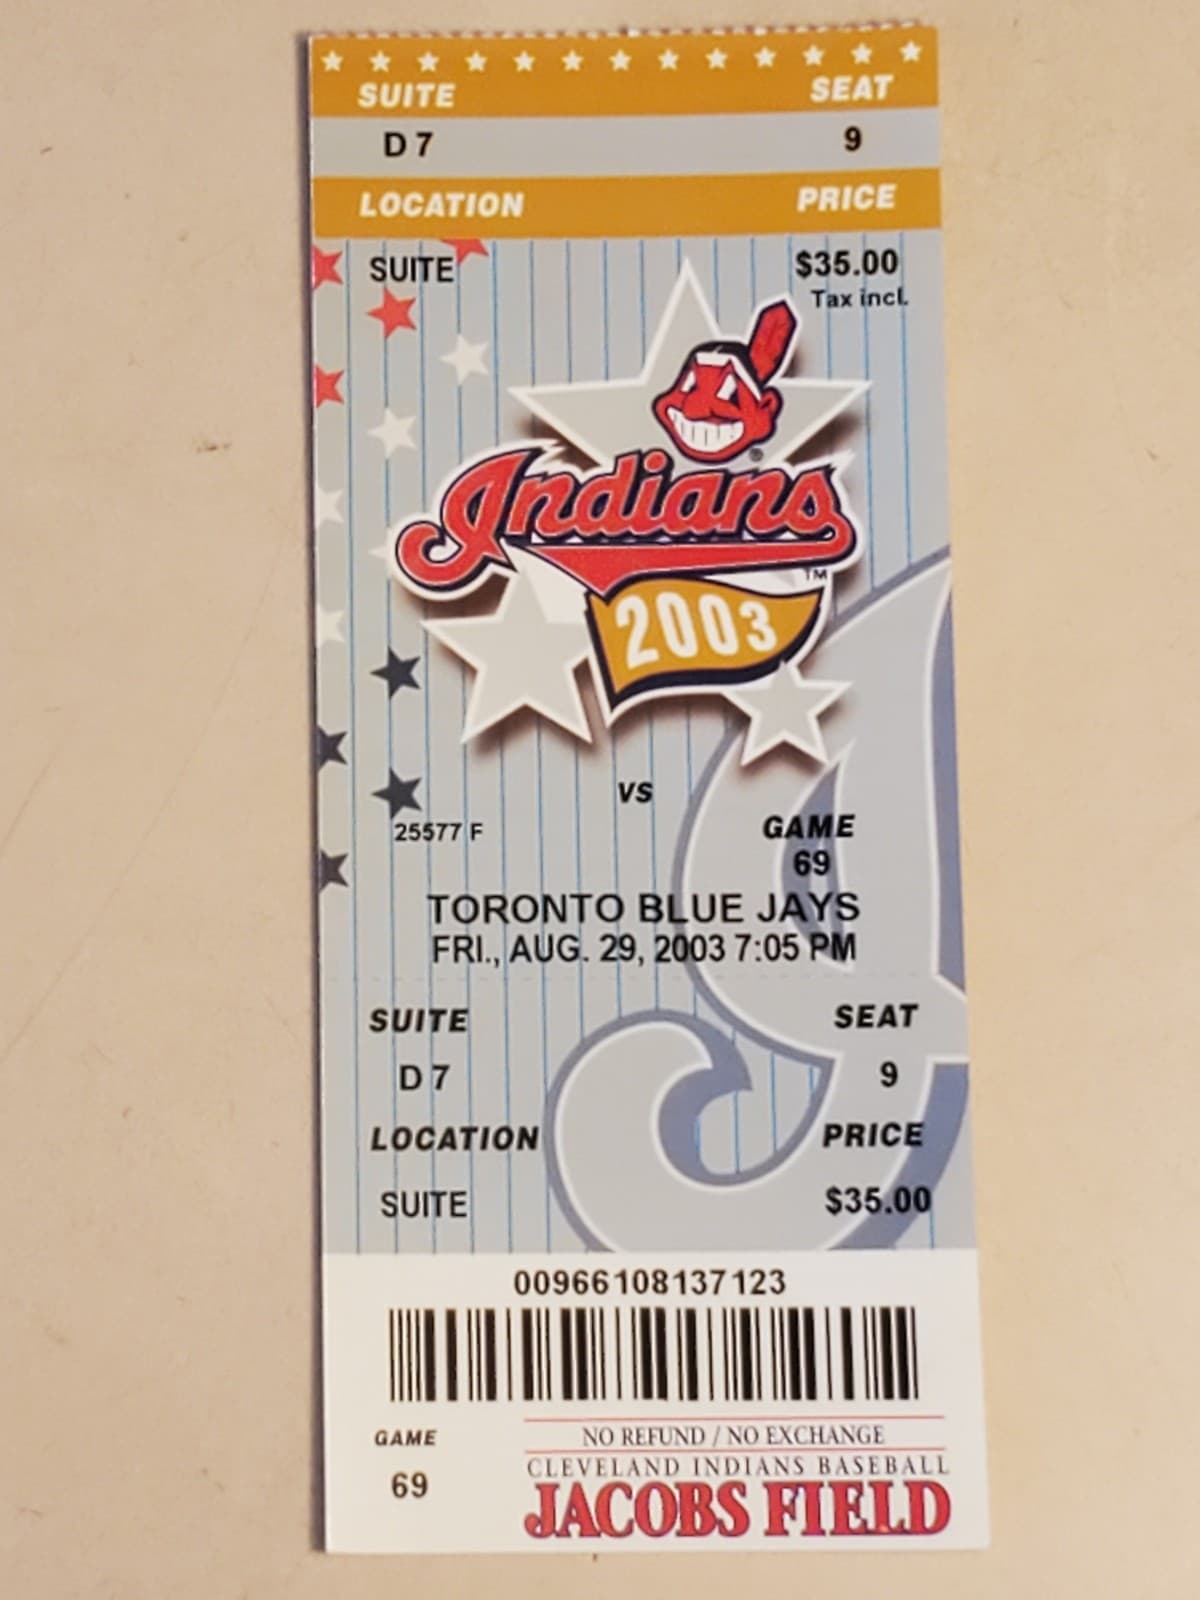 SUITE SEAT
D 7 9
LOCATION PRICE
SUITE $35.00
Tax incl.
®
Indians
TM
2003
VS
25577 F GAME
69
TORONTO BLUE JAYS
FRI., AUG. 29, 2003 7:05 PM
SUITE SEAT
D 7 9
LOCATION PRICE
SUITE $35.00
00966108137123
GAME NO REFUND / NO EXCHANGE
CLEVELAND INDIANS BASEBALL
69 JACOBS FIELD